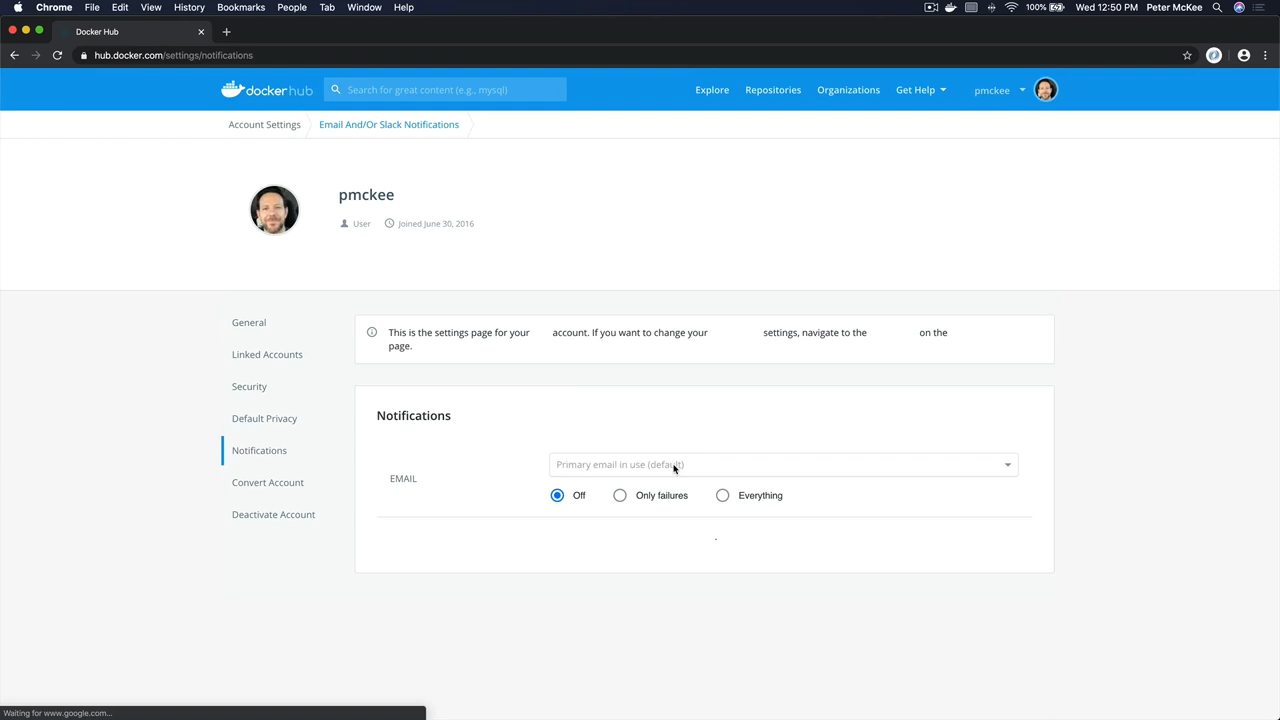 Chrome File Edit View History Bookmarks People Tab Window Help 100% Wed 12:50 PM Peter McKee
Docker Hub
hub.docker.com/settings/notifications
dockerhub Search for great content (e.g., mysql) Explore Repositories Organizations Get Help pmckee
Account Settings Email And/Or Slack Notifications
pmckee
User Joined June 30, 2016
General
Linked Accounts
Security
Default Privacy
Notifications
Convert Account
Deactivate Account
This is the settings page for your account. If you want to change your settings, navigate to the on the
page.
Notifications
EMAIL
Primary email in use (default)
Off Only failures Everything
.
Waiting for www.google.com...